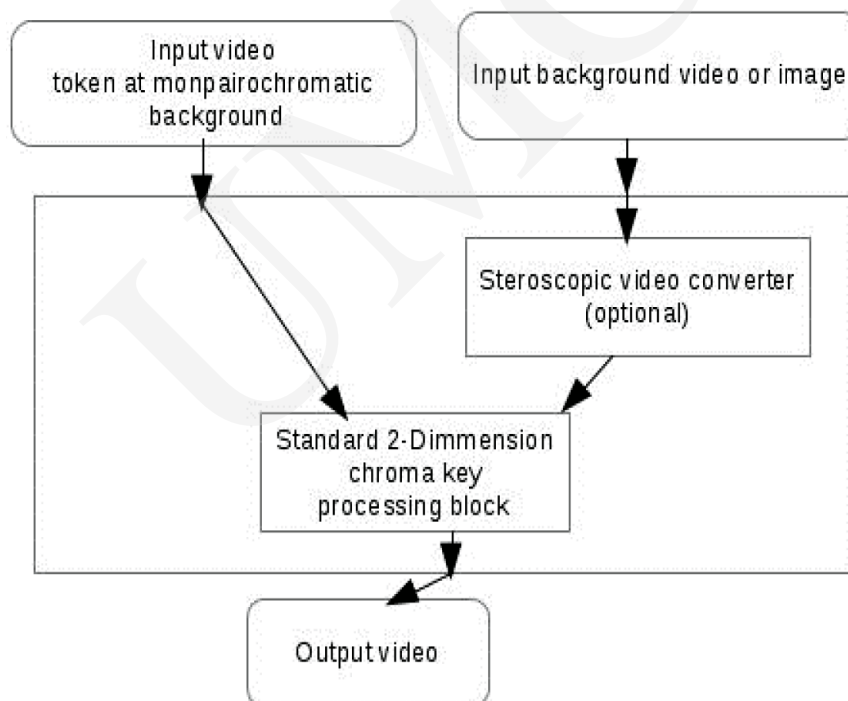 Input video
token at monpairochromatic
background
Input background video or image
Steroscopic video converter
(optional)
Standard 2-Dimmension
chroma key
processing block
Output video